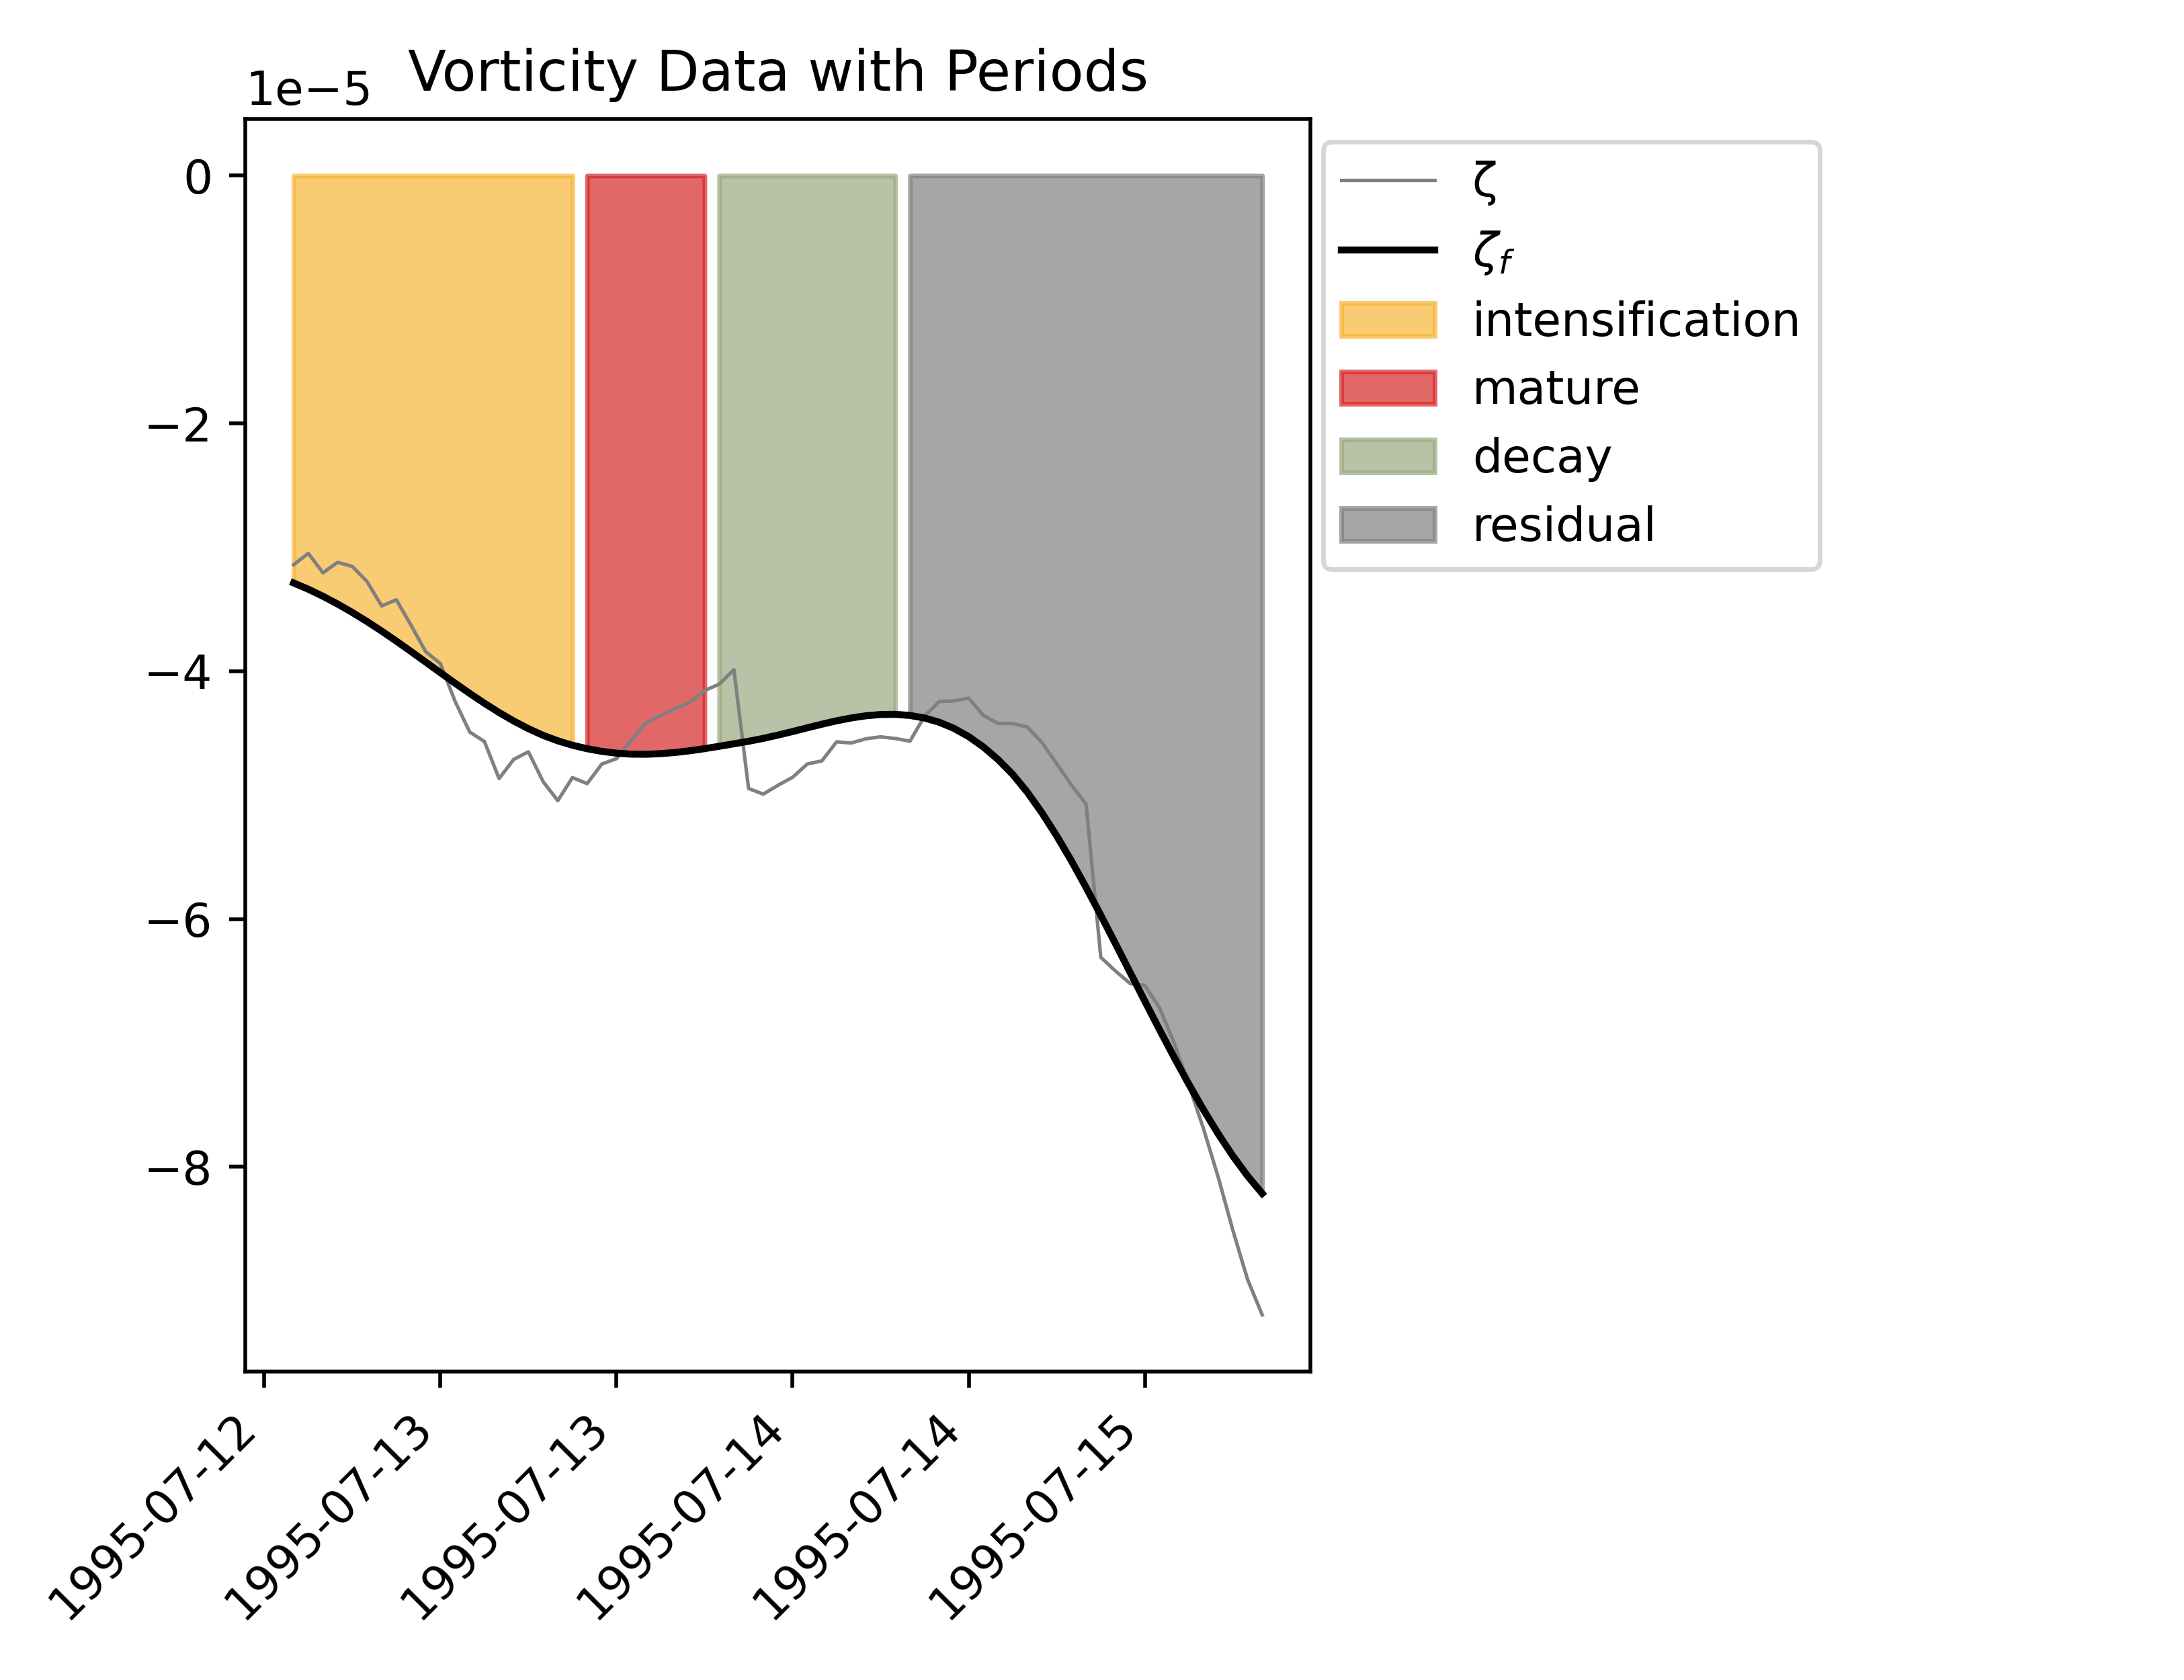 Vorticity Data with Periods
1e−5
0
−2
−4
−6
−8
1995-07-12
1995-07-13
1995-07-13
1995-07-14
1995-07-14
1995-07-15
ζ
ζf
intensification
mature
decay
residual